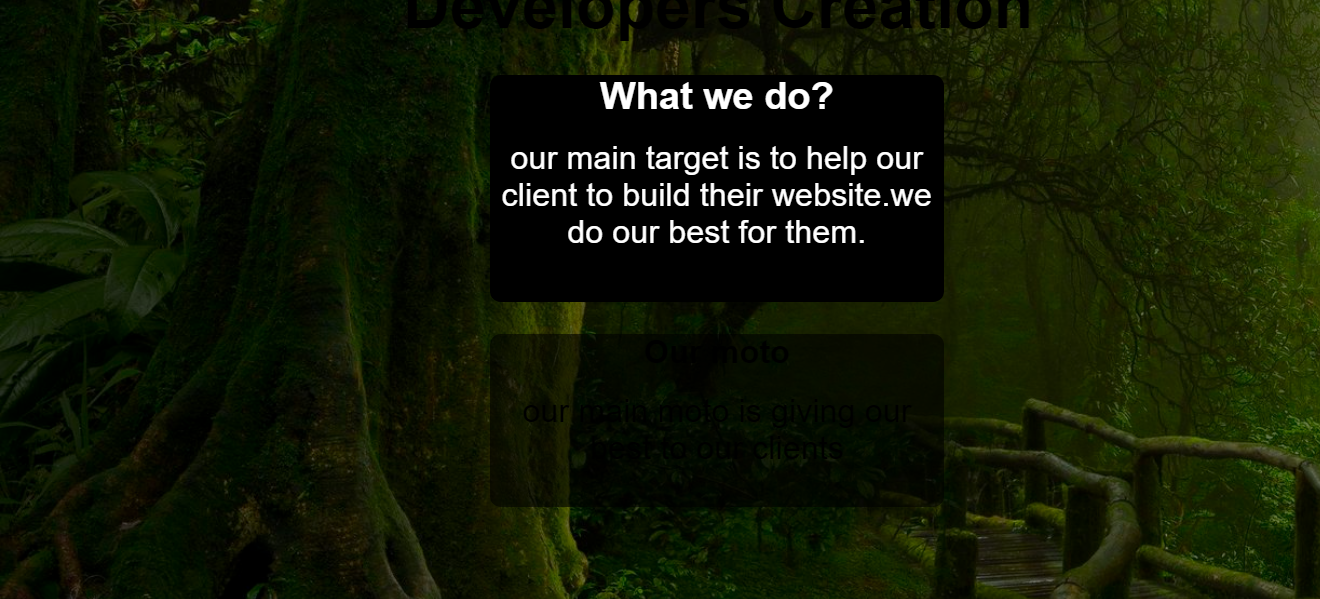 Developers Creation
What we do?
our main target is to help our
client to build their website.we
do our best for them.
Our moto
our main moto is giving our
best to our clients